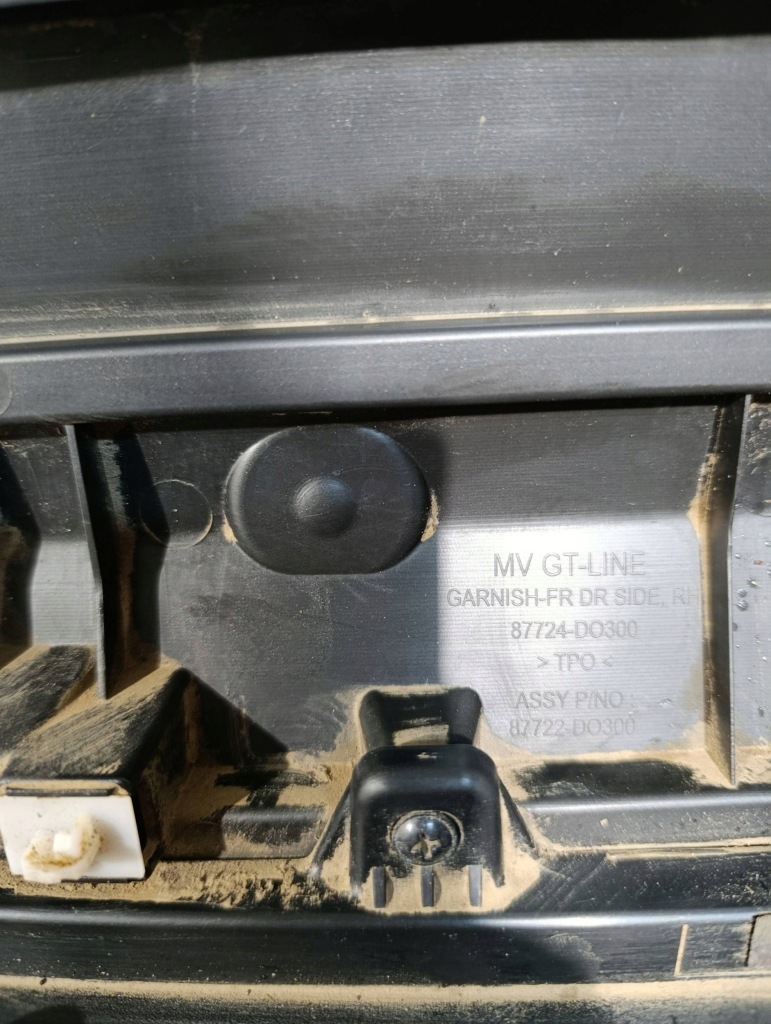 MV GT-LINE
GARNISH-FR DR SIDE, RH
87724-DO300
> TPO <
ASSY P/NO :
87722-DO300